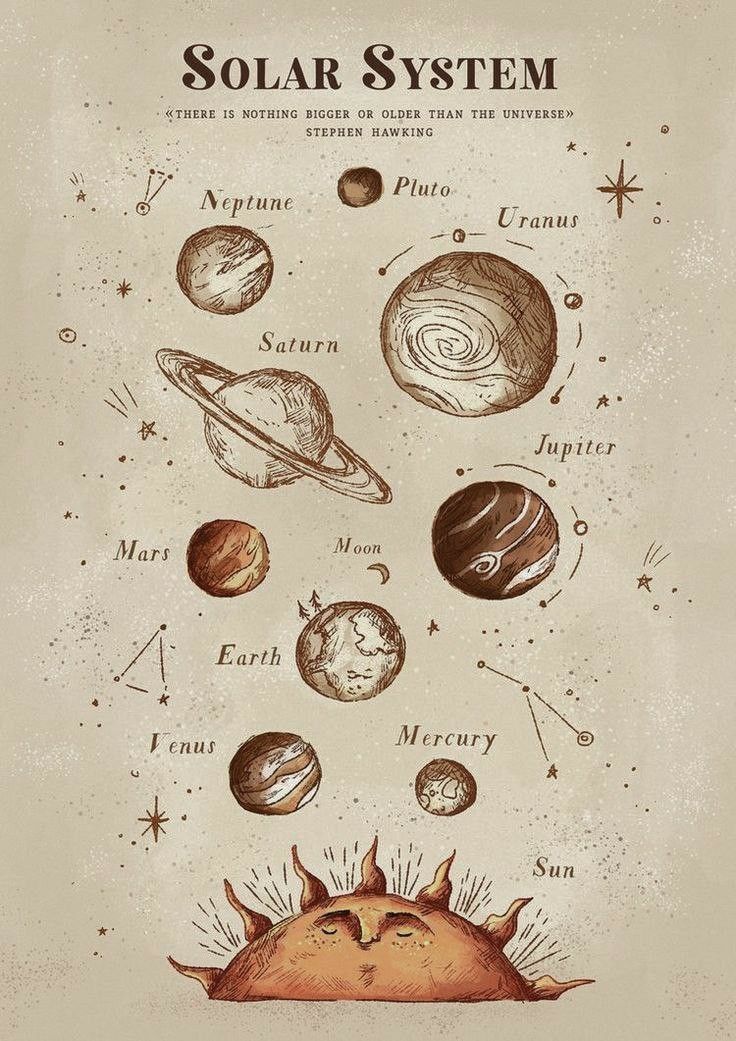 SOLAR SYSTEM
«THERE IS NOTHING BIGGER OR OLDER THAN THE UNIVERSE»
STEPHEN HAWKING
Pluto
Neptune
Uranus
Saturn
Jupiter
Mars
Moon
Earth
Venus
Mercury
Sun